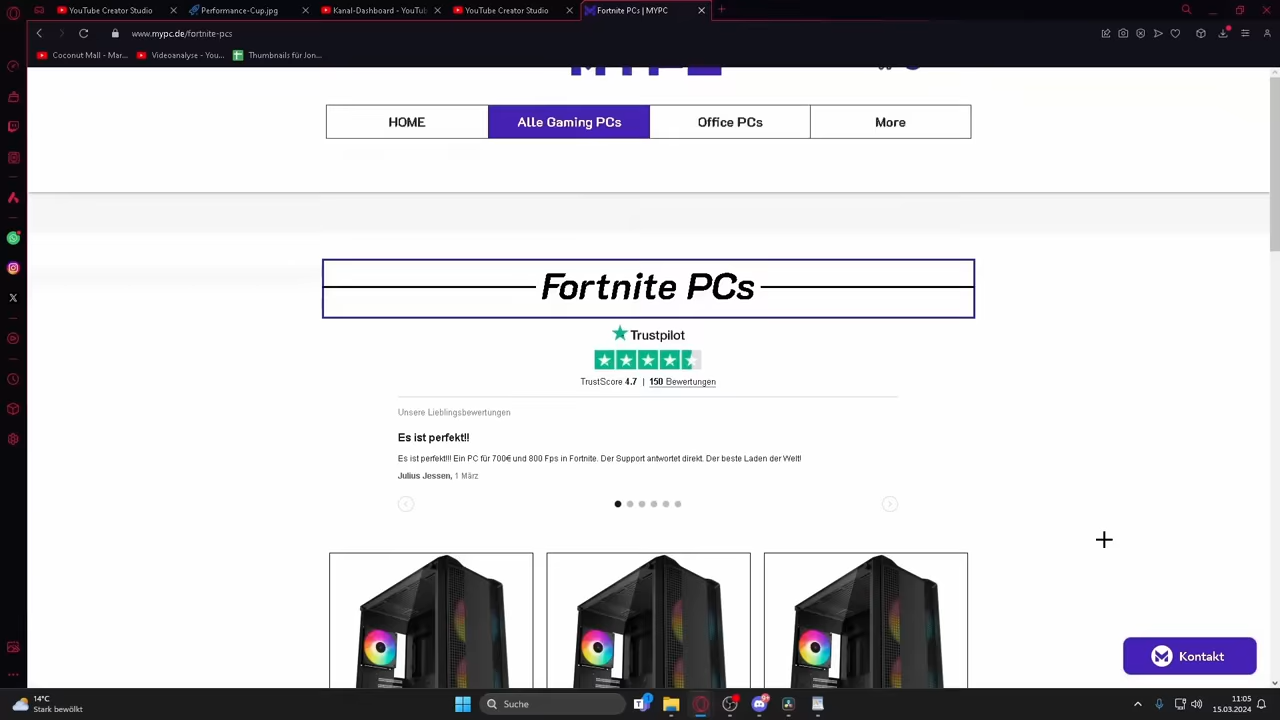 YouTube Creator Studio
Performance-Cup.jpg
Kanal-Dashboard - YouTu
YouTube Creator Studio
Fortnite PCs | MYPC
www.mypc.de/fortnite-pcs
Coconut Mall - Mar...
Videoanalyse - You...
Thumbnails für Jon...
HOME
Alle Gaming PCs
Office PCs
More
Fortnite PCs
Trustpilot
TrustScore 4.7 | 150 Bewertungen
Unsere Lieblingsbewertungen
Es ist perfekt!!
Es ist perfekt!!! Ein PC für 700€ und 800 Fps in Fortnite. Der Support antwortet direkt. Der beste Laden der Welt!
Julius Jessen, 1 März
Kontakt
14°C
Stark bewölkt
Suche
11:05
15.03.2024